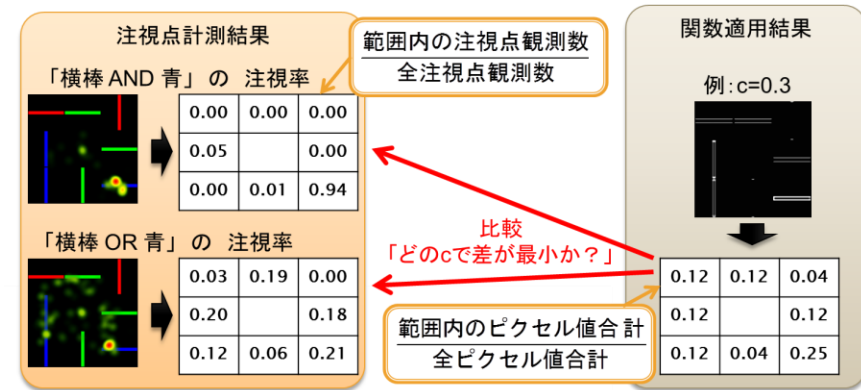 注視点計測結果
「横棒 AND 青」の 注視率
0.00 0.00 0.00
0.05 0.00
0.00 0.01 0.94
「横棒 OR 青」の 注視率
0.03 0.19 0.00
0.20 0.18
0.12 0.06 0.21
範囲内の注視点観測数
全注視点観測数
比較
「どのcで差が最小か？」
範囲内のピクセル値合計
全ピクセル値合計
関数適用結果
例：c=0.3
0.12 0.12 0.04
0.12 0.12
0.12 0.04 0.25